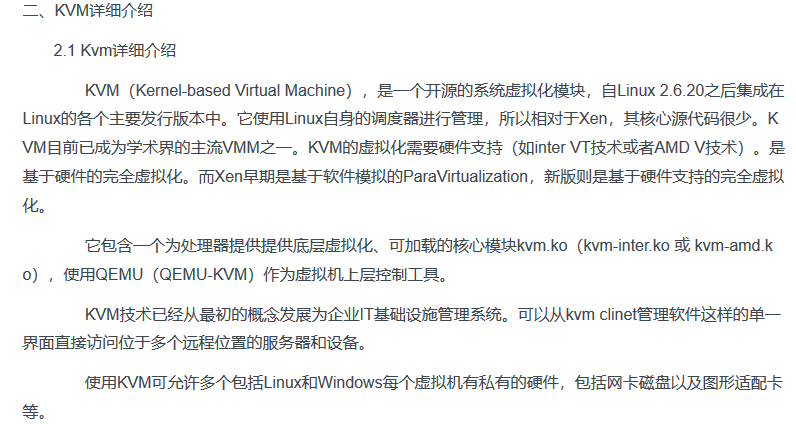 二、KVM详细介绍
2.1 Kvm详细介绍
KVM（Kernel-based Virtual Machine），是一个开源的系统虚拟化模块，自Linux 2.6.20之后集成在
Linux的各个主要发行版本中。它使用Linux自身的调度器进行管理，所以相对于Xen，其核心源代码很少。K
VM目前已成为学术界的主流VMM之一。KVM的虚拟化需要硬件支持（如inter VT技术或者AMD V技术）。是
基于硬件的完全虚拟化。而Xen早期是基于软件模拟的ParaVirtualization，新版则是基于硬件支持的完全虚拟
化。
它包含一个为处理器提供提供底层虚拟化、可加载的核心模块kvm.ko（kvm-inter.ko 或 kvm-amd.k
o），使用QEMU（QEMU-KVM）作为虚拟机上层控制工具。
KVM技术已经从最初的概念发展为企业IT基础设施管理系统。可以从kvm clinet管理软件这样的单一
界面直接访问位于多个远程位置的服务器和设备。
使用KVM可允许多个包括Linux和Windows每个虚拟机有私有的硬件，包括网卡磁盘以及图形适配卡
等。